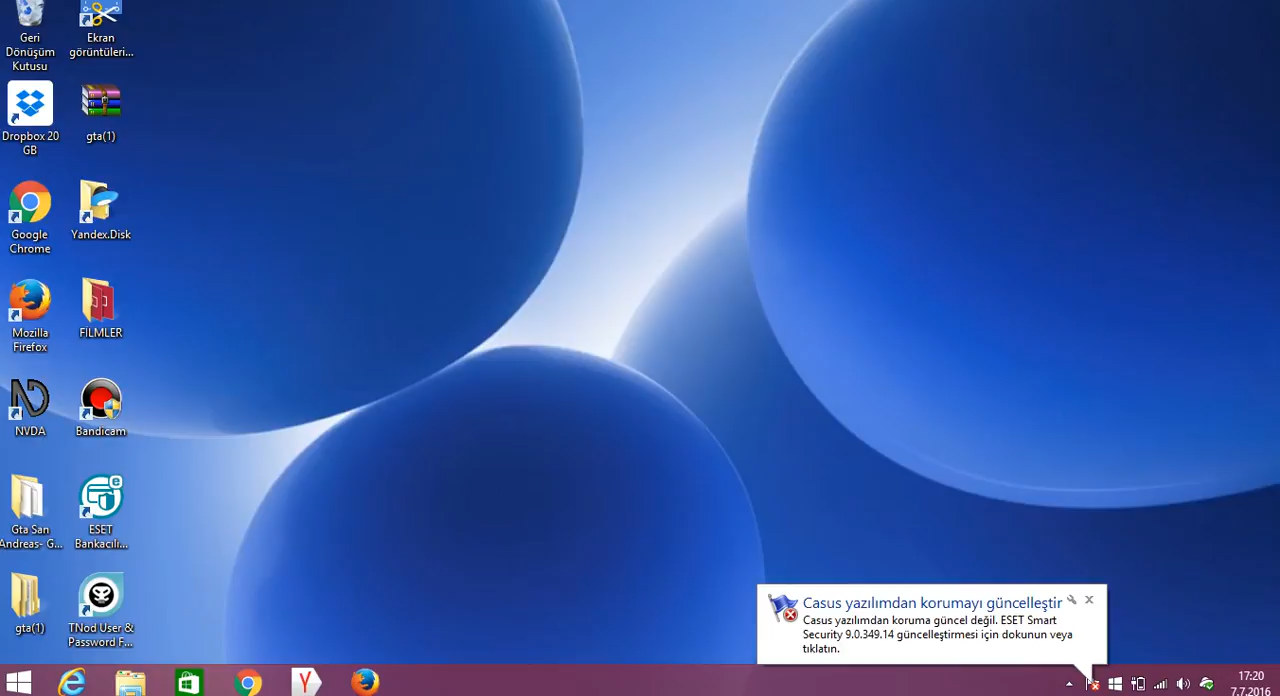 Geri
Dönüşüm
Kutusu
Ekran
görüntüleri...
Dropbox 20
GB
gta(1)
Google
Chrome
Yandex.Disk
Mozilla
Firefox
FİLMLER
NVDA
Bandicam
Gta San
Andreas- G...
ESET
Bankacılı...
gta(1)
TNod User &
Password F...
Casus yazılımdan korumayı güncelleştir
Casus yazılımdan koruma güncel değil. ESET Smart
Security 9.0.349.14 güncelleştirmesi için dokunun veya
tıklatın.
17:20
7.7.2016